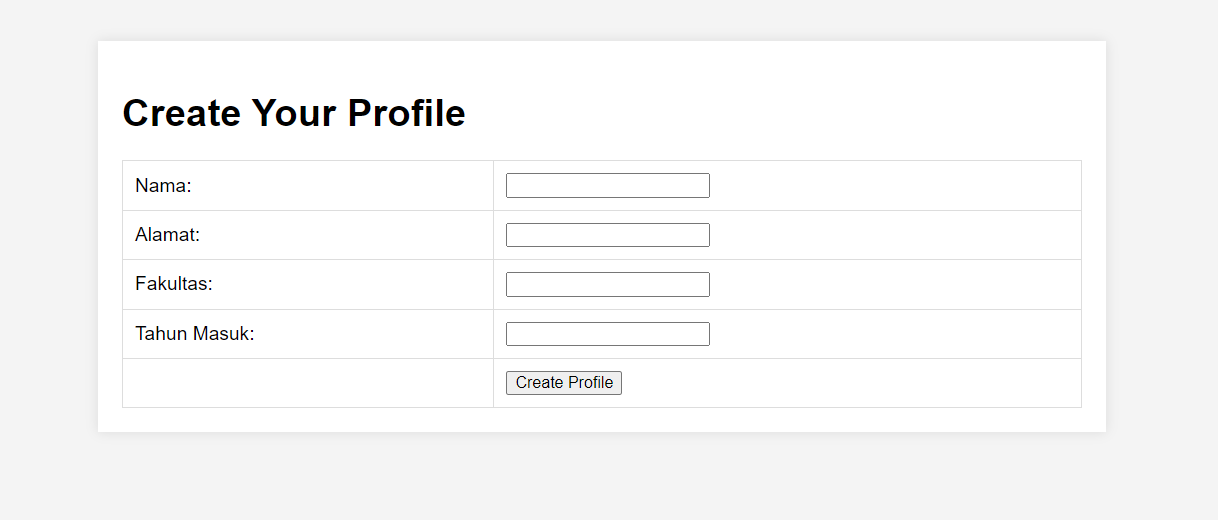 Create Your Profile
Nama:
Alamat:
Fakultas:
Tahun Masuk:
Create Profile